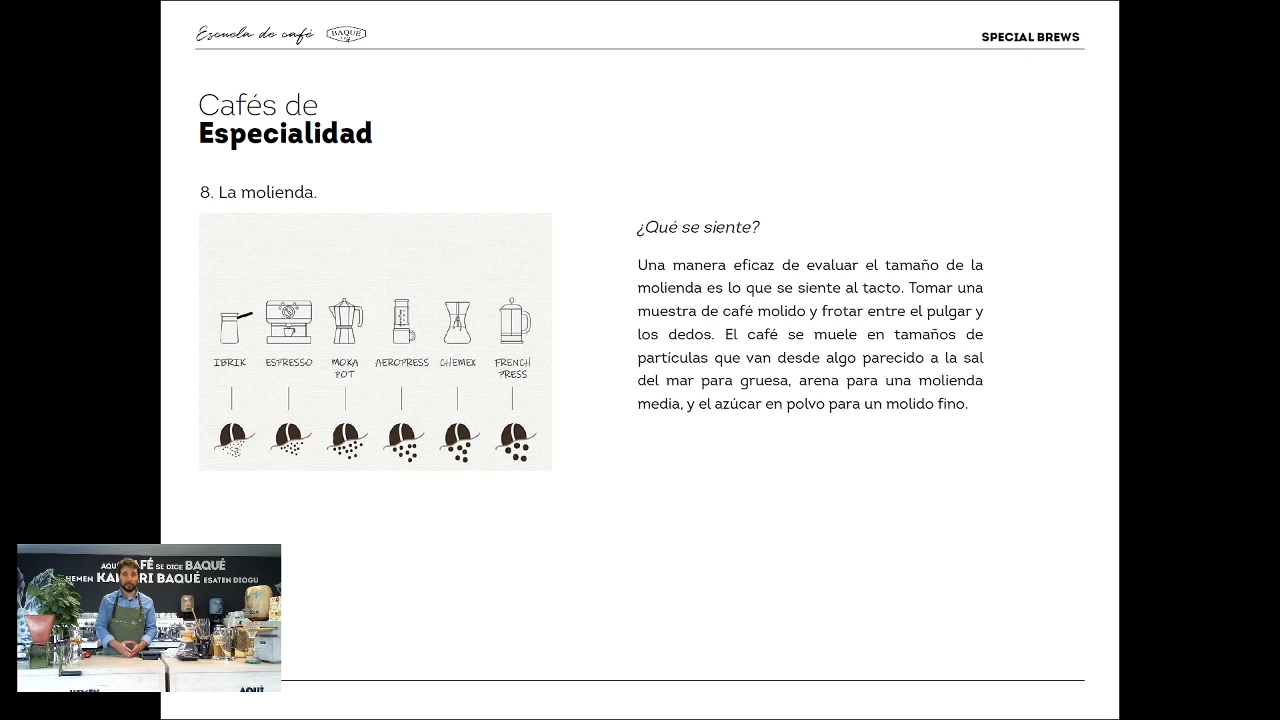 Escuela de café BAQUÉ
SPECIAL BREWS
Cafés de
Especialidad
8. La molienda.
IBRIK ESPRESSO MOKA POT AEROPRESS CHEMEX FRENCH PRESS
¿Qué se siente?
Una manera eficaz de evaluar el tamaño de la
molienda es lo que se siente al tacto. Tomar una
muestra de café molido y frotar entre el pulgar y
los dedos. El café se muele en tamaños de
partículas que van desde algo parecido a la sal
del mar para gruesa, arena para una molienda
media, y el azúcar en polvo para un molido fino.
SE DICE BAQUÉ
HEMEN BAQUÉ ESATEN DIOGU
HEMEN
AQUÍ